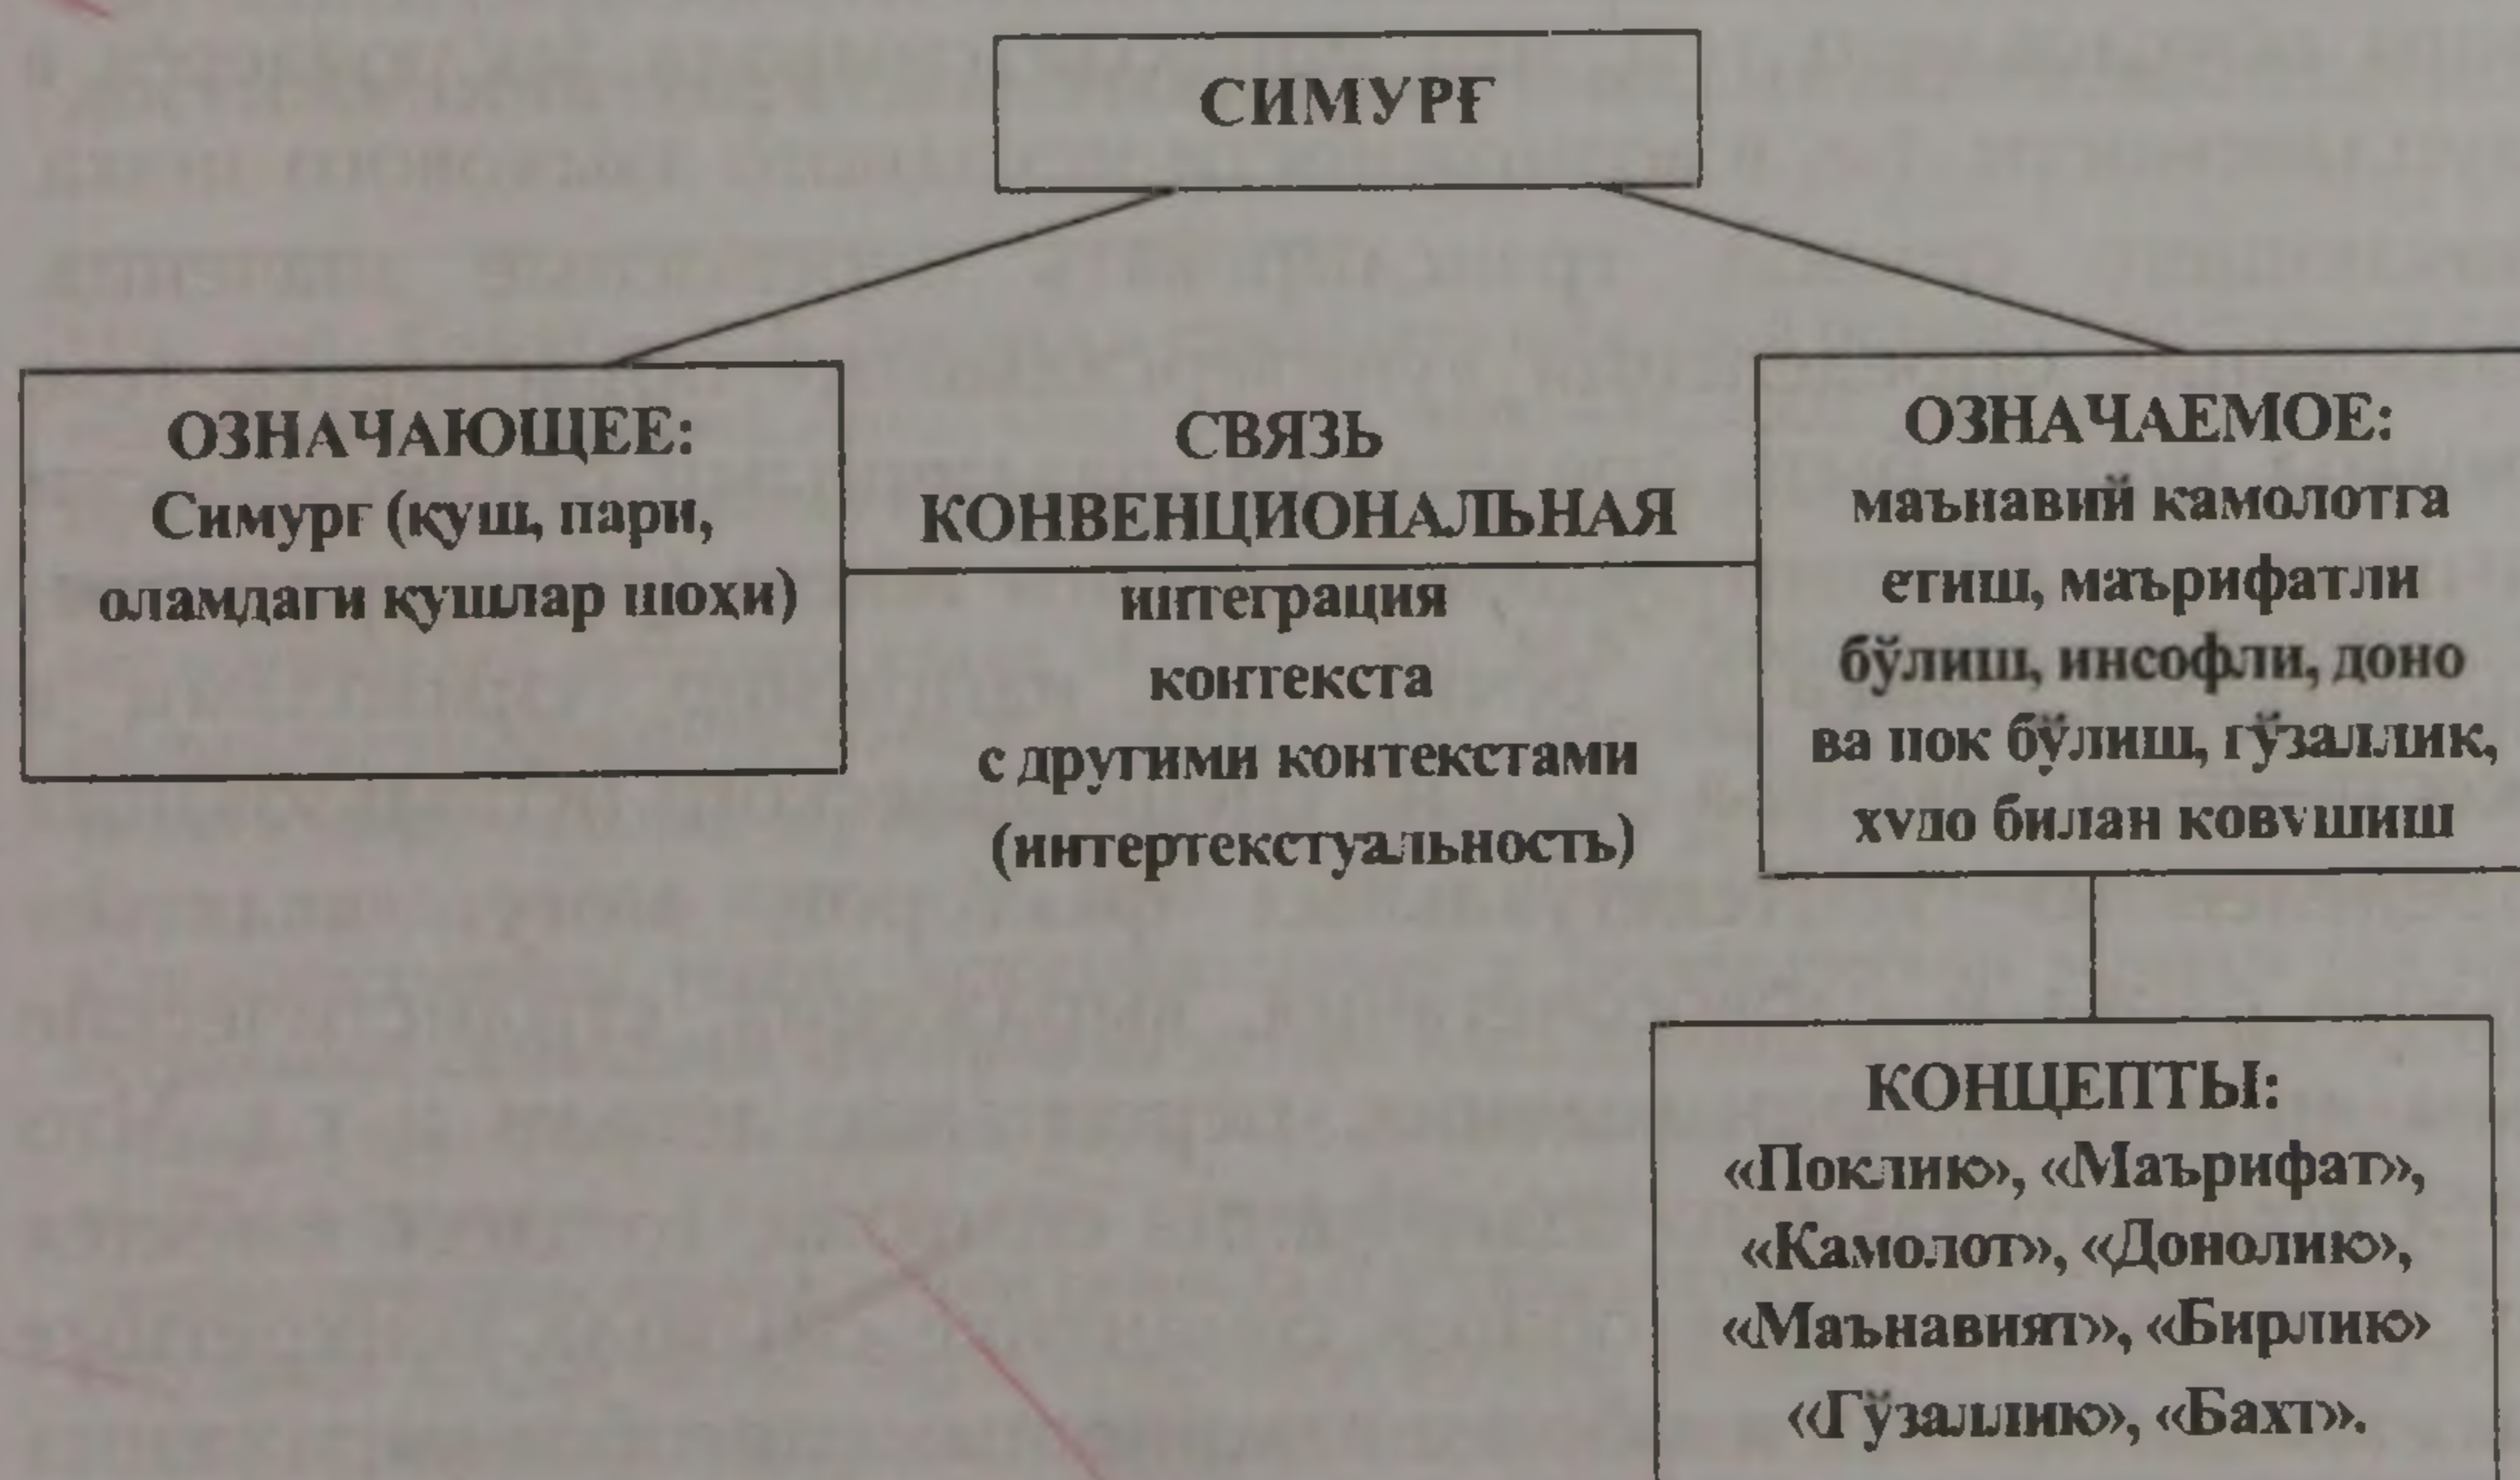 СИМУРҒ
ОЗНАЧАЮЩЕЕ:
Симурғ (қуш, пари,
оламдаги қушлар шоҳи)
СВЯЗЬ
КОНВЕНЦИОНАЛЬНАЯ
интеграция
контекста
с другими контекстами
(интертекстуальность)
ОЗНАЧАЕМОЕ:
маънавий камолотга
етиш, маърифатли
бўлиш, инсофли, доно
ва пок бўлиш, гўзаллик,
худо билан ковушиш
КОНЦЕПТЫ:
«Поклик», «Маърифат»,
«Камолот», «Донолик»,
«Маънавият», «Бирлик»
«Гўзаллик», «Бахт».